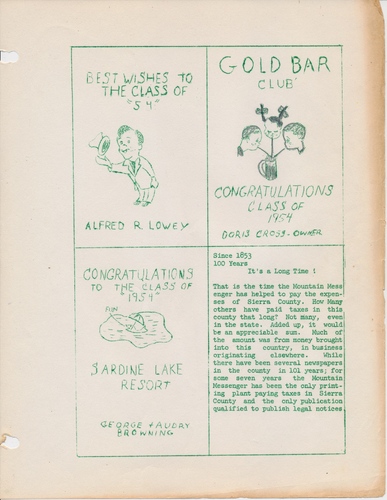 BEST WISHES TO
THE CLASS OF
"54"
ALFRED R LOWEY
GOLD BAR
CLUB
CONGRATULATIONS
CLASS OF
1954
DORIS CROSS - OWNER
CONGRATULATIONS
TO THE CLASS OF
"1954"
FUN
SARDINE LAKE
RESORT
GEORGE & AUDRY
BROWNING
Since 1853
100 Years
It's a Long Time !
That is the time the Mountain Mess
enger has helped to pay the expen-
ses of Sierra County. How Many
others have paid taxes in this
county that long? Not many, even
in the state. Added up, it would
be an appreciable sum. Much of
the amount was from money brought
into this country, in business
originating elsewhere. While
there have been several newspapers
in the county in 101 years; for
some seven years the Mountain
Messenger has been the only print-
ing plant paying taxes in Sierra
County and the only publication
qualified to publish legal notices